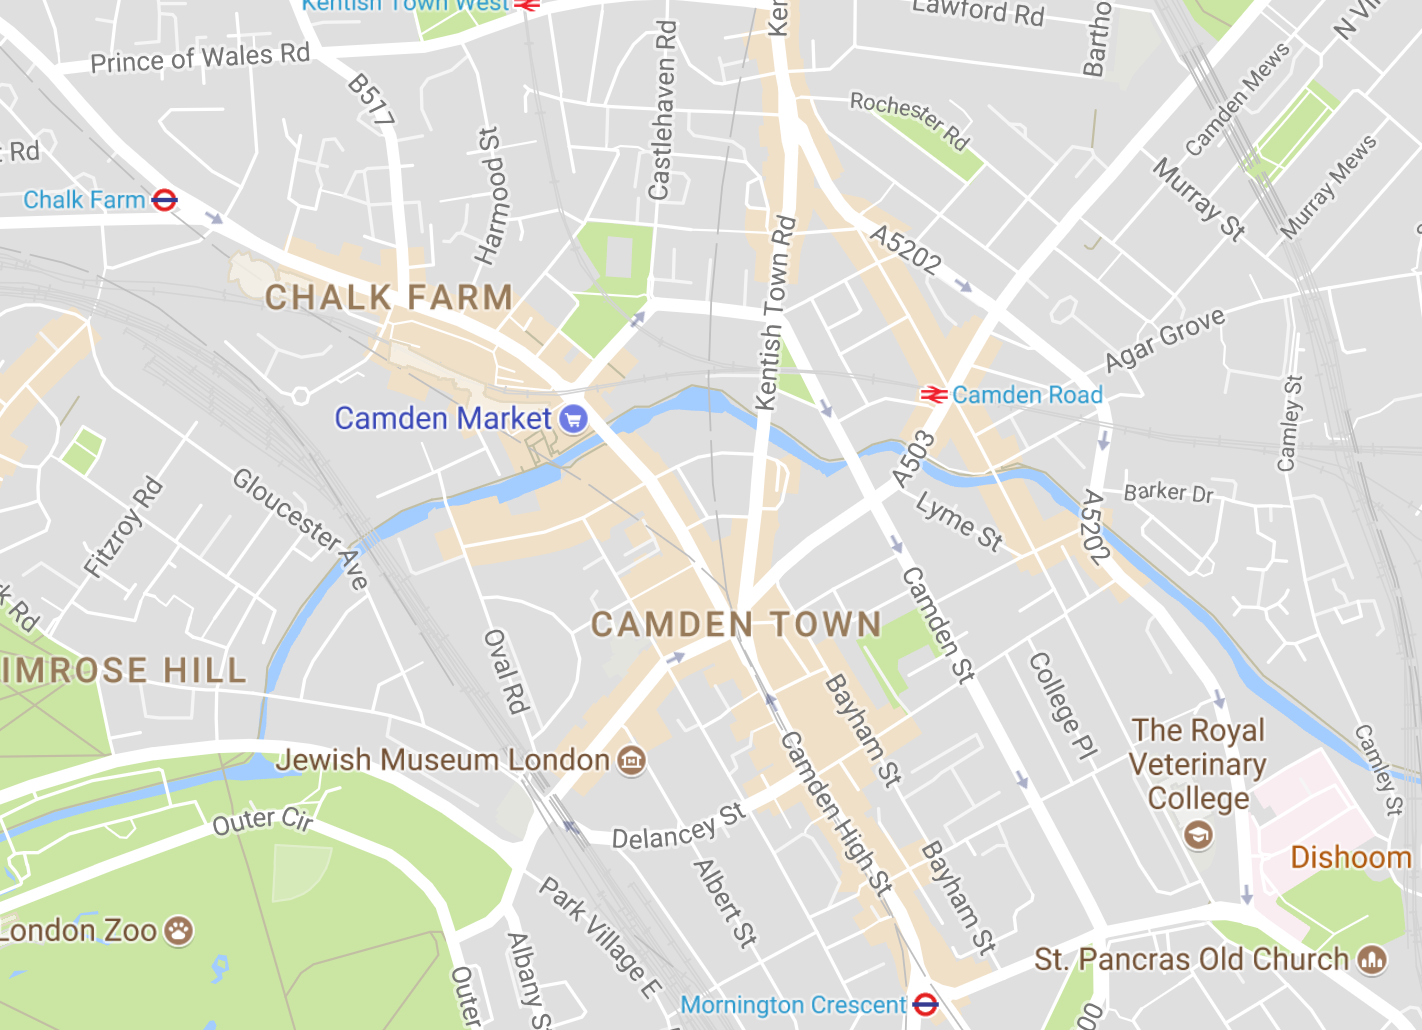 Kentish Town West
Lawford Rd
Prince of Wales Rd
B517
Castlehaven Rd
Rochester Rd
Camden Mews
Rd
Harmood St
Murray St
Murray Mews
Chalk Farm
A5202
Kentish Town Rd
CHALK FARM
Agar Grove
Camden Road
Camden Market
Camley St
A503
Gloucester Ave
Fitzroy Rd
Barker Dr
Lyme St
A5202
Rd
CAMDEN TOWN
Camden St
IMROSE HILL
Oval Rd
College Pl
Bayham St
The Royal
Veterinary
College
Jewish Museum London
Camden High St
Camley St
Outer Cir
Delancey St
Dishoom
Albert St
Bayham St
Park Village E
London Zoo
Albany S
St. Pancras Old Church
Outer
Mornington Crescent